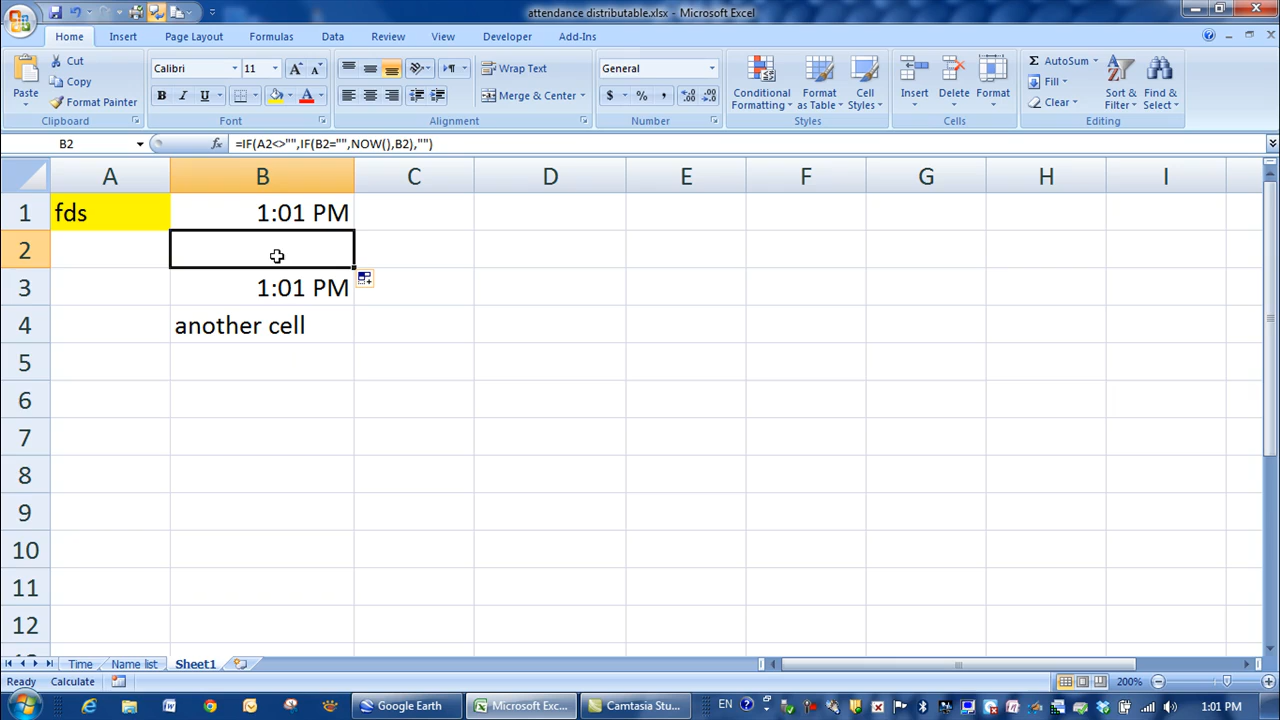 attendance distributable.xlsx - Microsoft Excel
Home Insert Page Layout Formulas Data Review View Developer Add-Ins
Paste
Cut
Copy
Format Painter
Clipboard
Calibri 11
B I U
Font
Wrap Text
Merge & Center
Alignment
General
$ % ,
Number
Conditional Formatting
Format as Table
Cell Styles
Styles
Insert Delete Format
Cells
AutoSum
Fill
Clear
Sort & Filter
Find & Select
Editing
B2 fx =IF(A2<>"",IF(B2="",NOW(),B2),"")
A B C D E F G H I
1 fds 1:01 PM
2
3 1:01 PM
4 another cell
5
6
7
8
9
10
11
12
Time Name list Sheet1
Ready Calculate 200%
Google Earth Microsoft Exc... Camtasia Stu... EN 1:01 PM